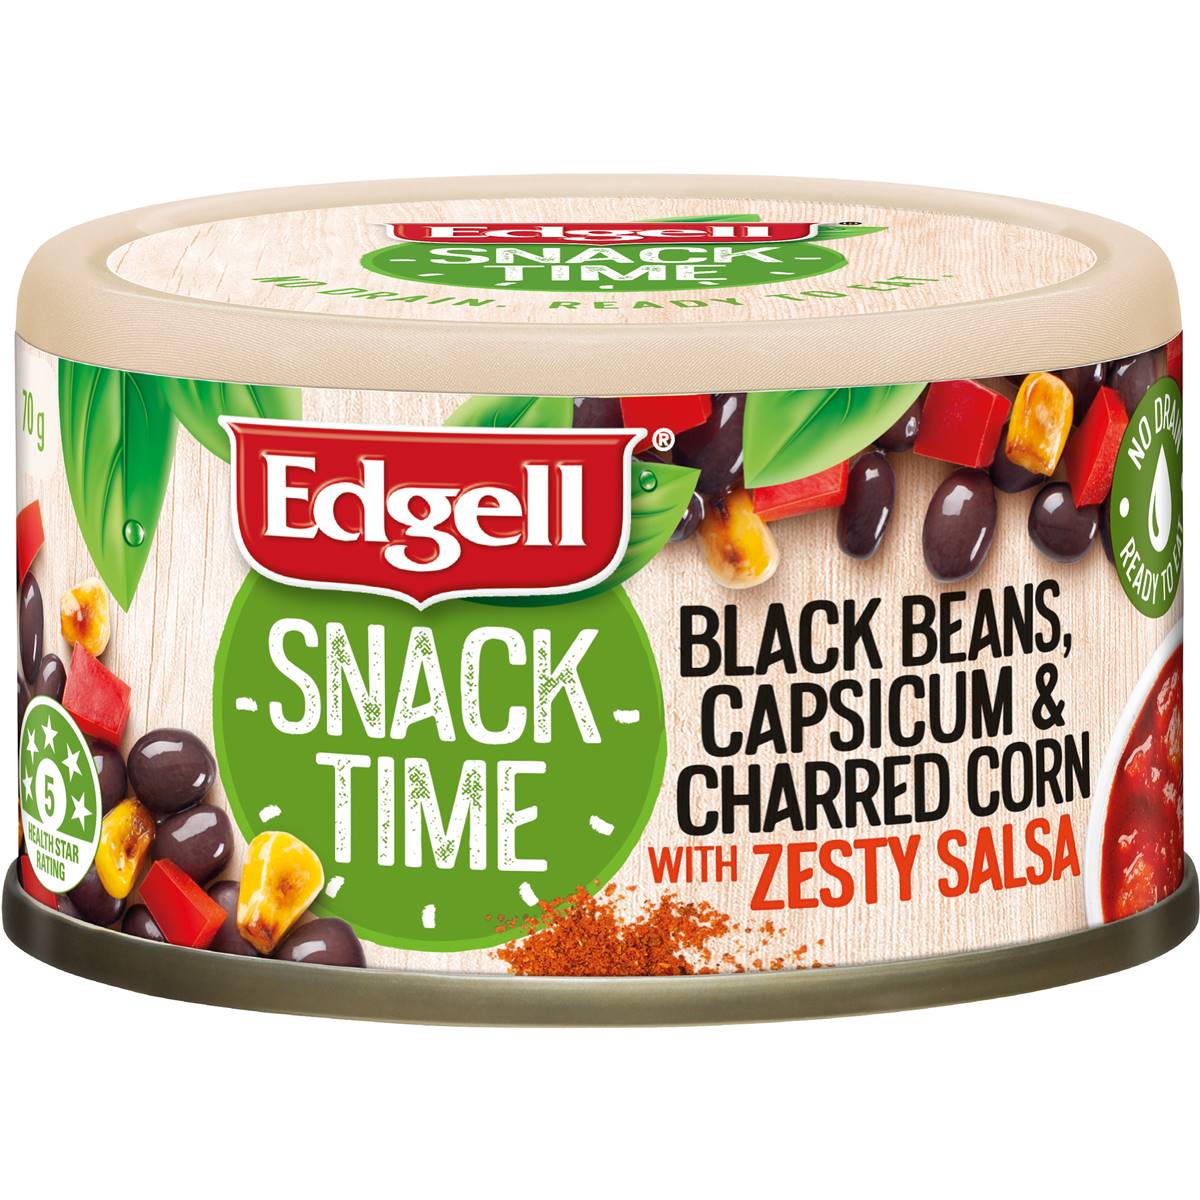 Edgell®
SNACK
TIME
NO DRAIN. READY TO EAT.
70 g
Edgell®
SNACK
TIME
BLACK BEANS,
CAPSICUM &
CHARRED CORN
WITH ZESTY SALSA
NO DRAIN
READY TO EAT
5
HEALTH STAR
RATING